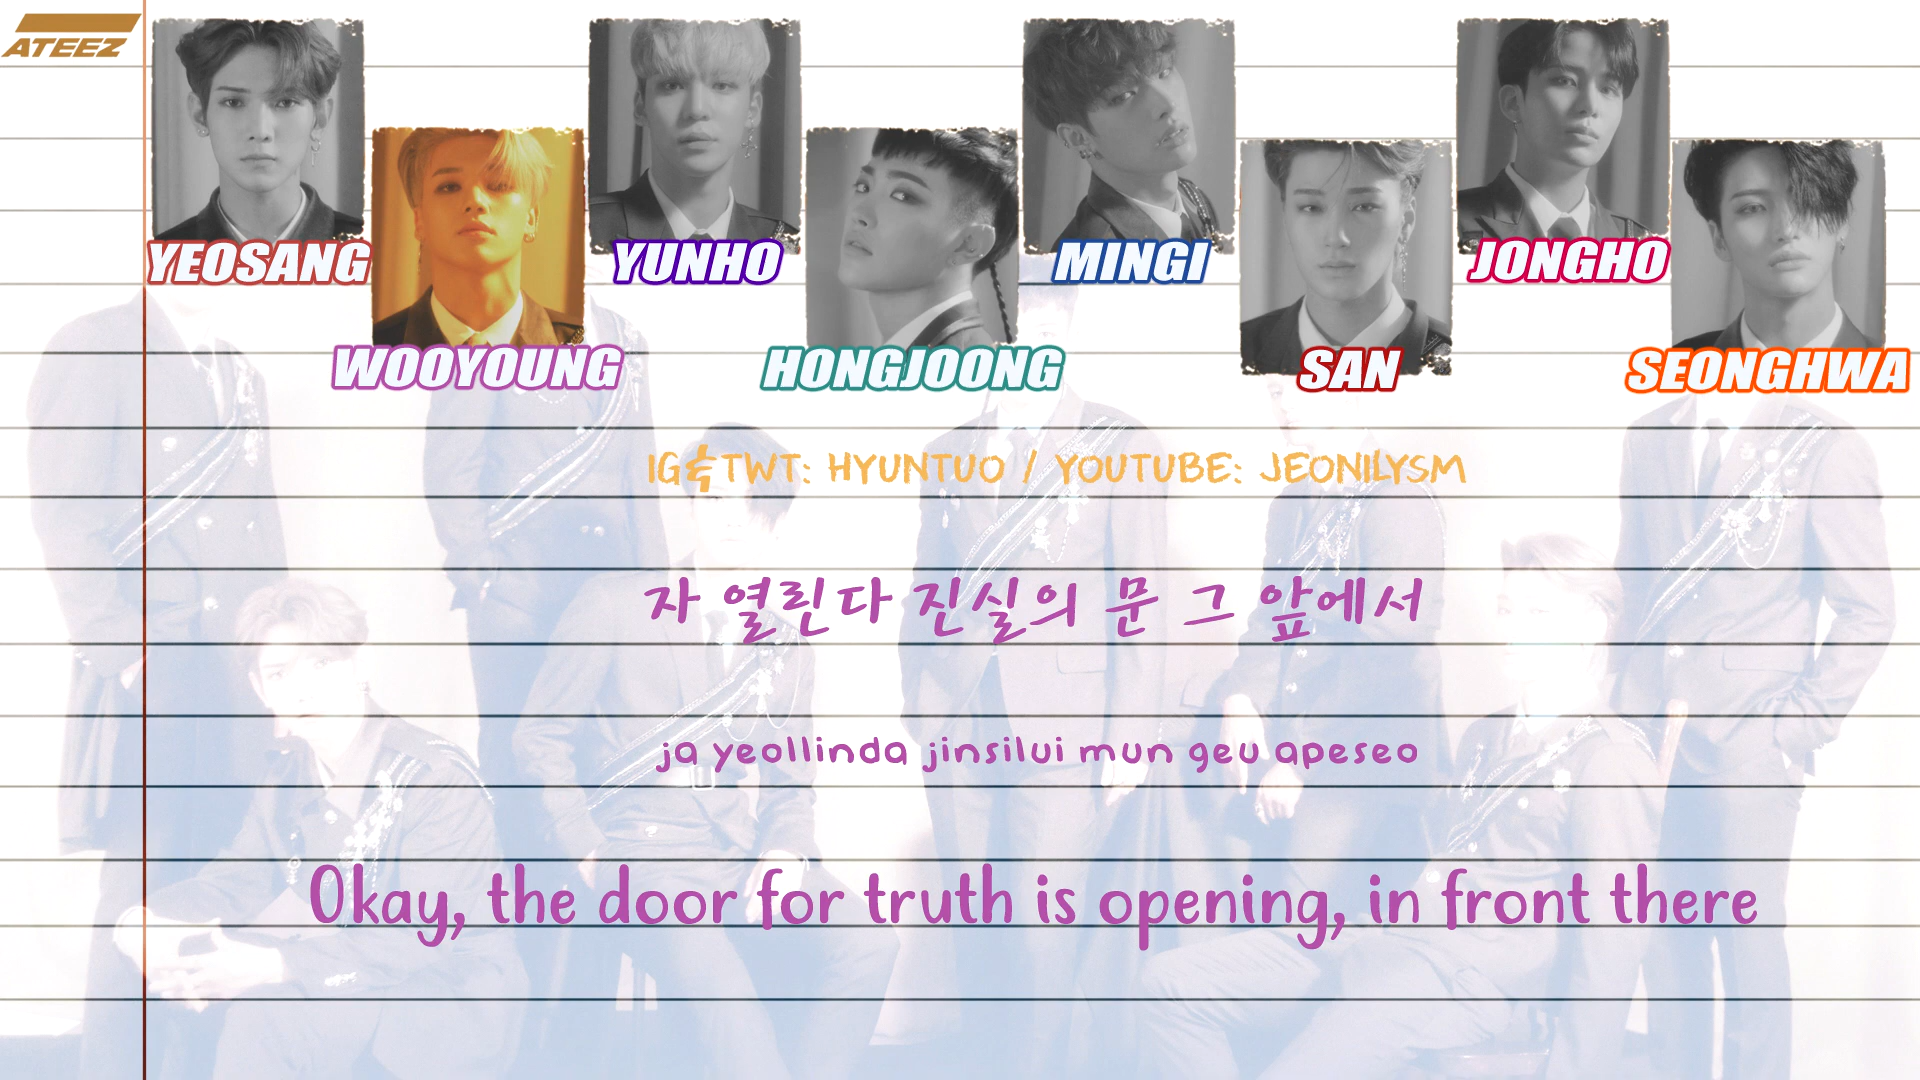 ATEEZ
YEOSANG
YUNHO
MINGI
JONGHO
WOOYOUNG
HONGJOONG
SAN
SEONGHWA
IG&TWT: HYUNTUO / YOUTUBE: JEONILYSM
자 열린다 진실의 문 그 앞에서
ja yeollinda jinsilui mun geu apeseo
Okay, the door for truth is opening, in front there